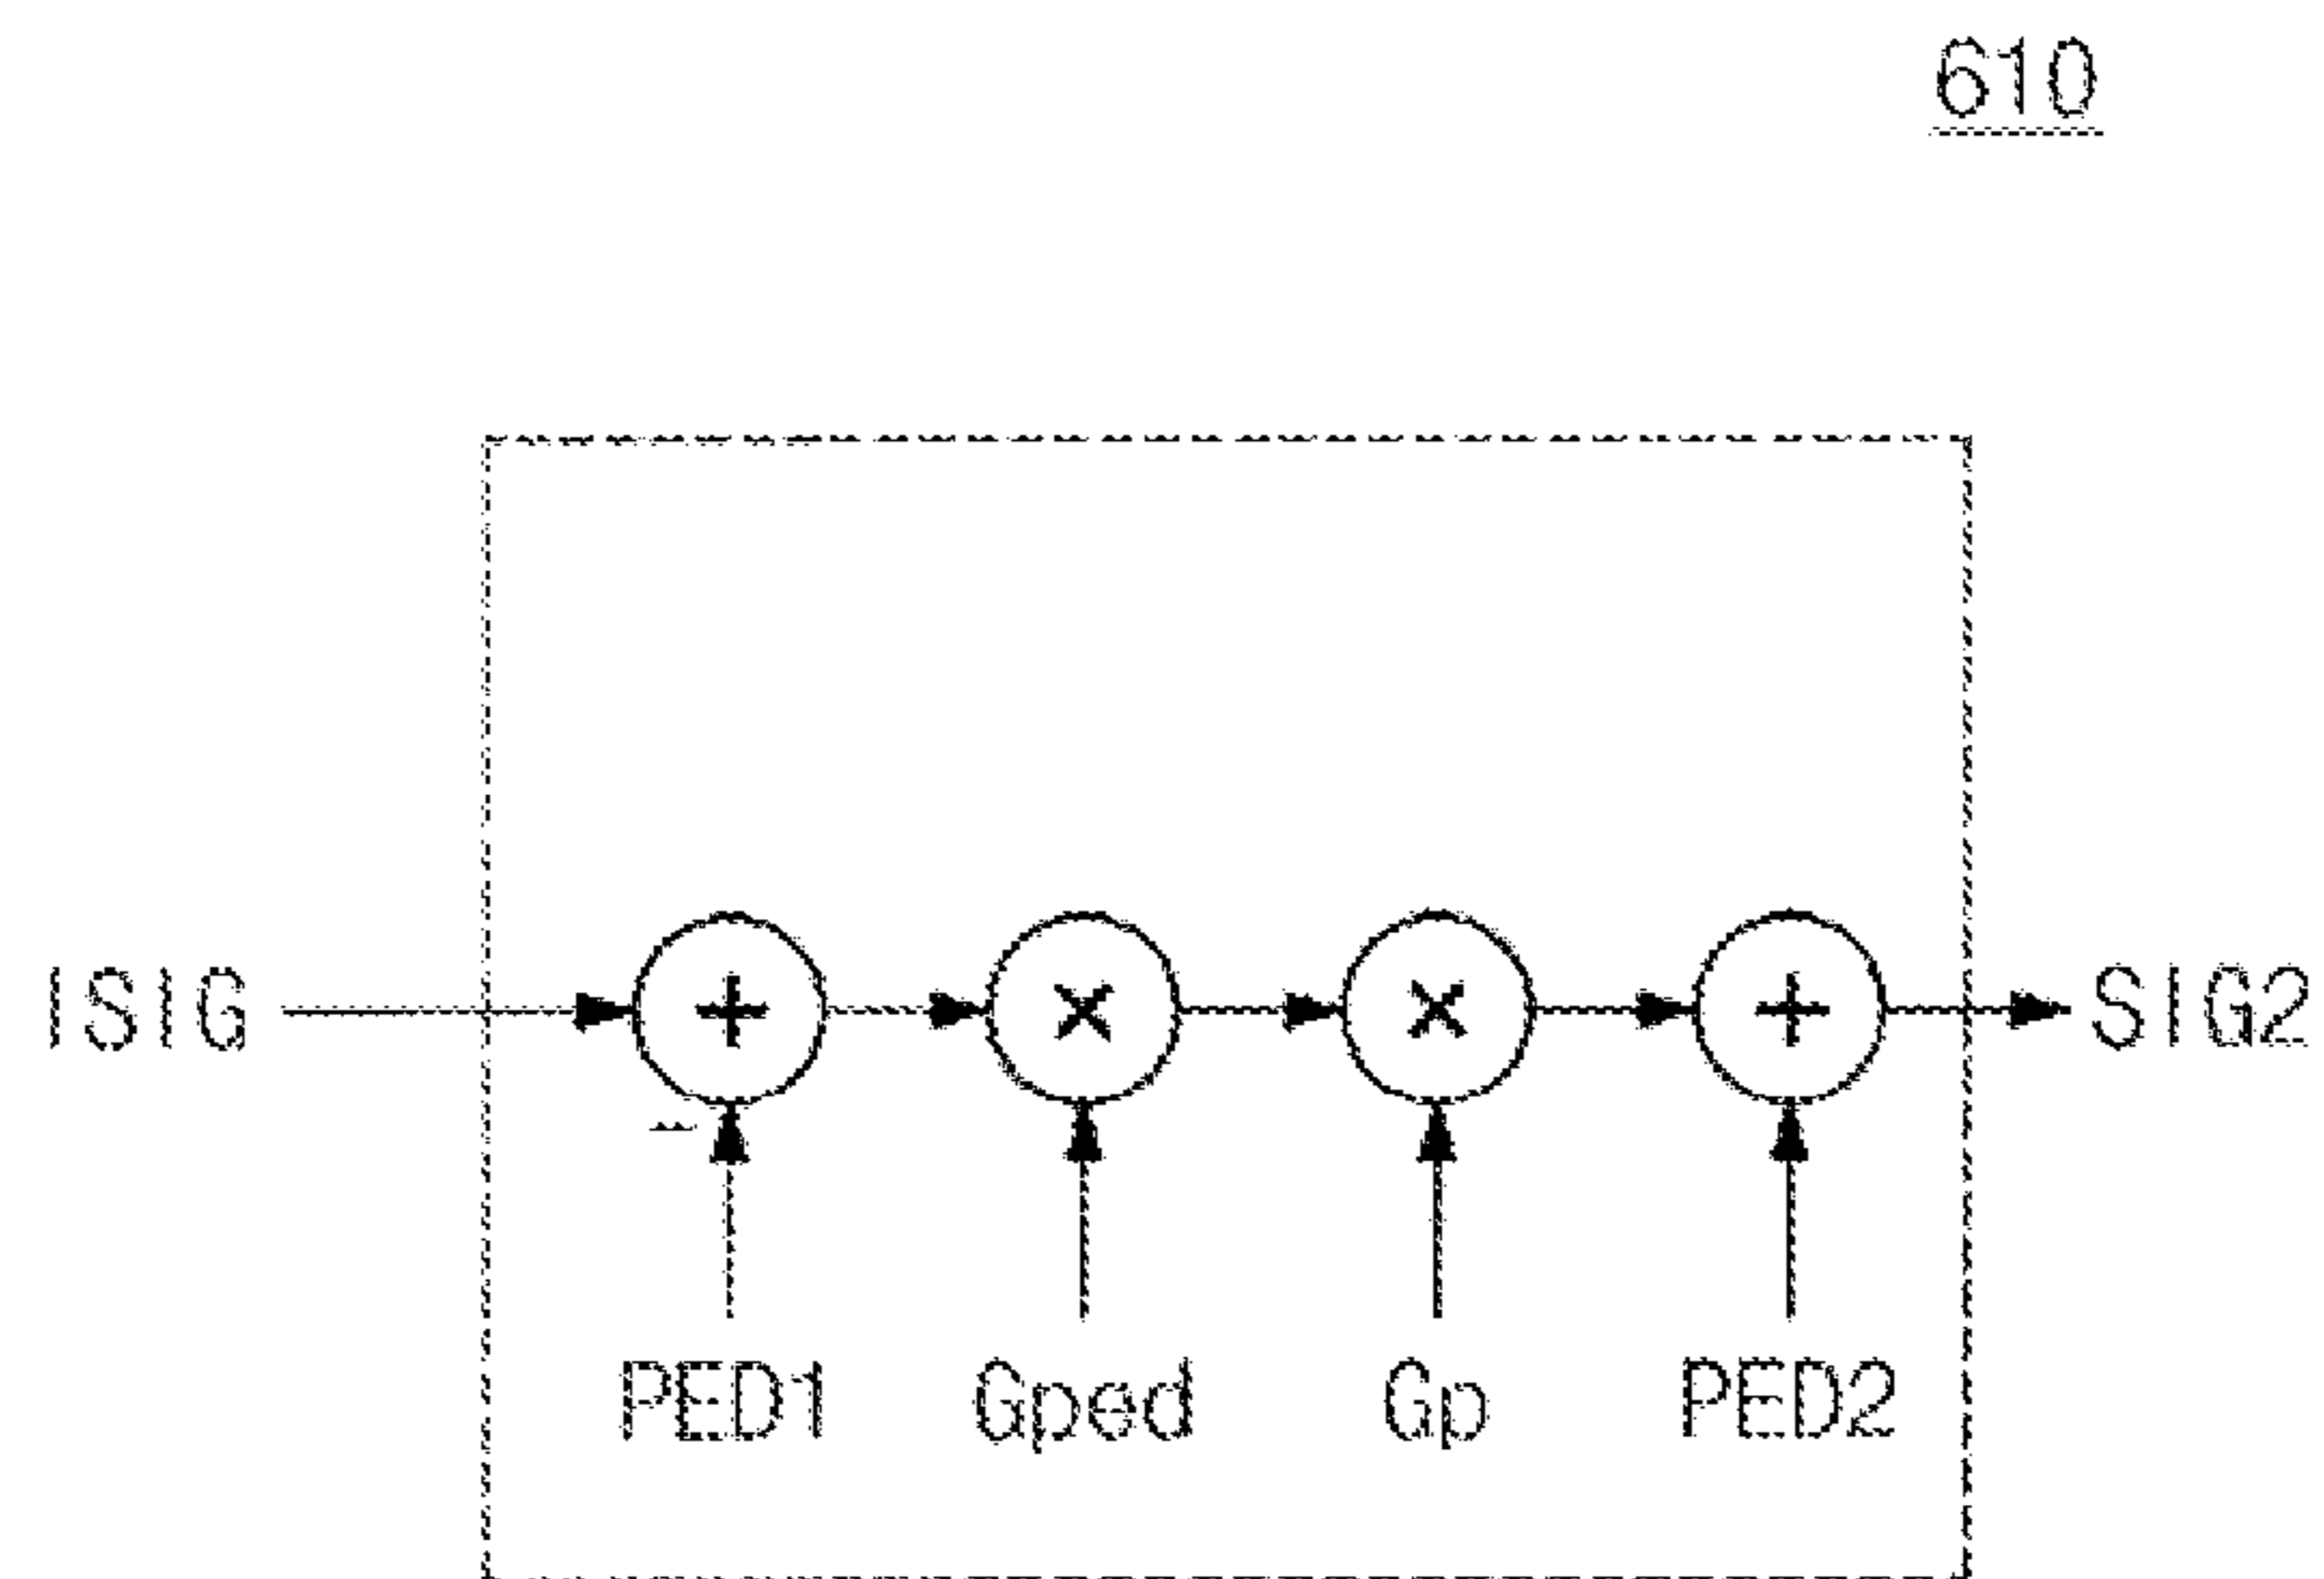 610
ISIG + × × + SIG2
−
PED1 Gped Gp PED2